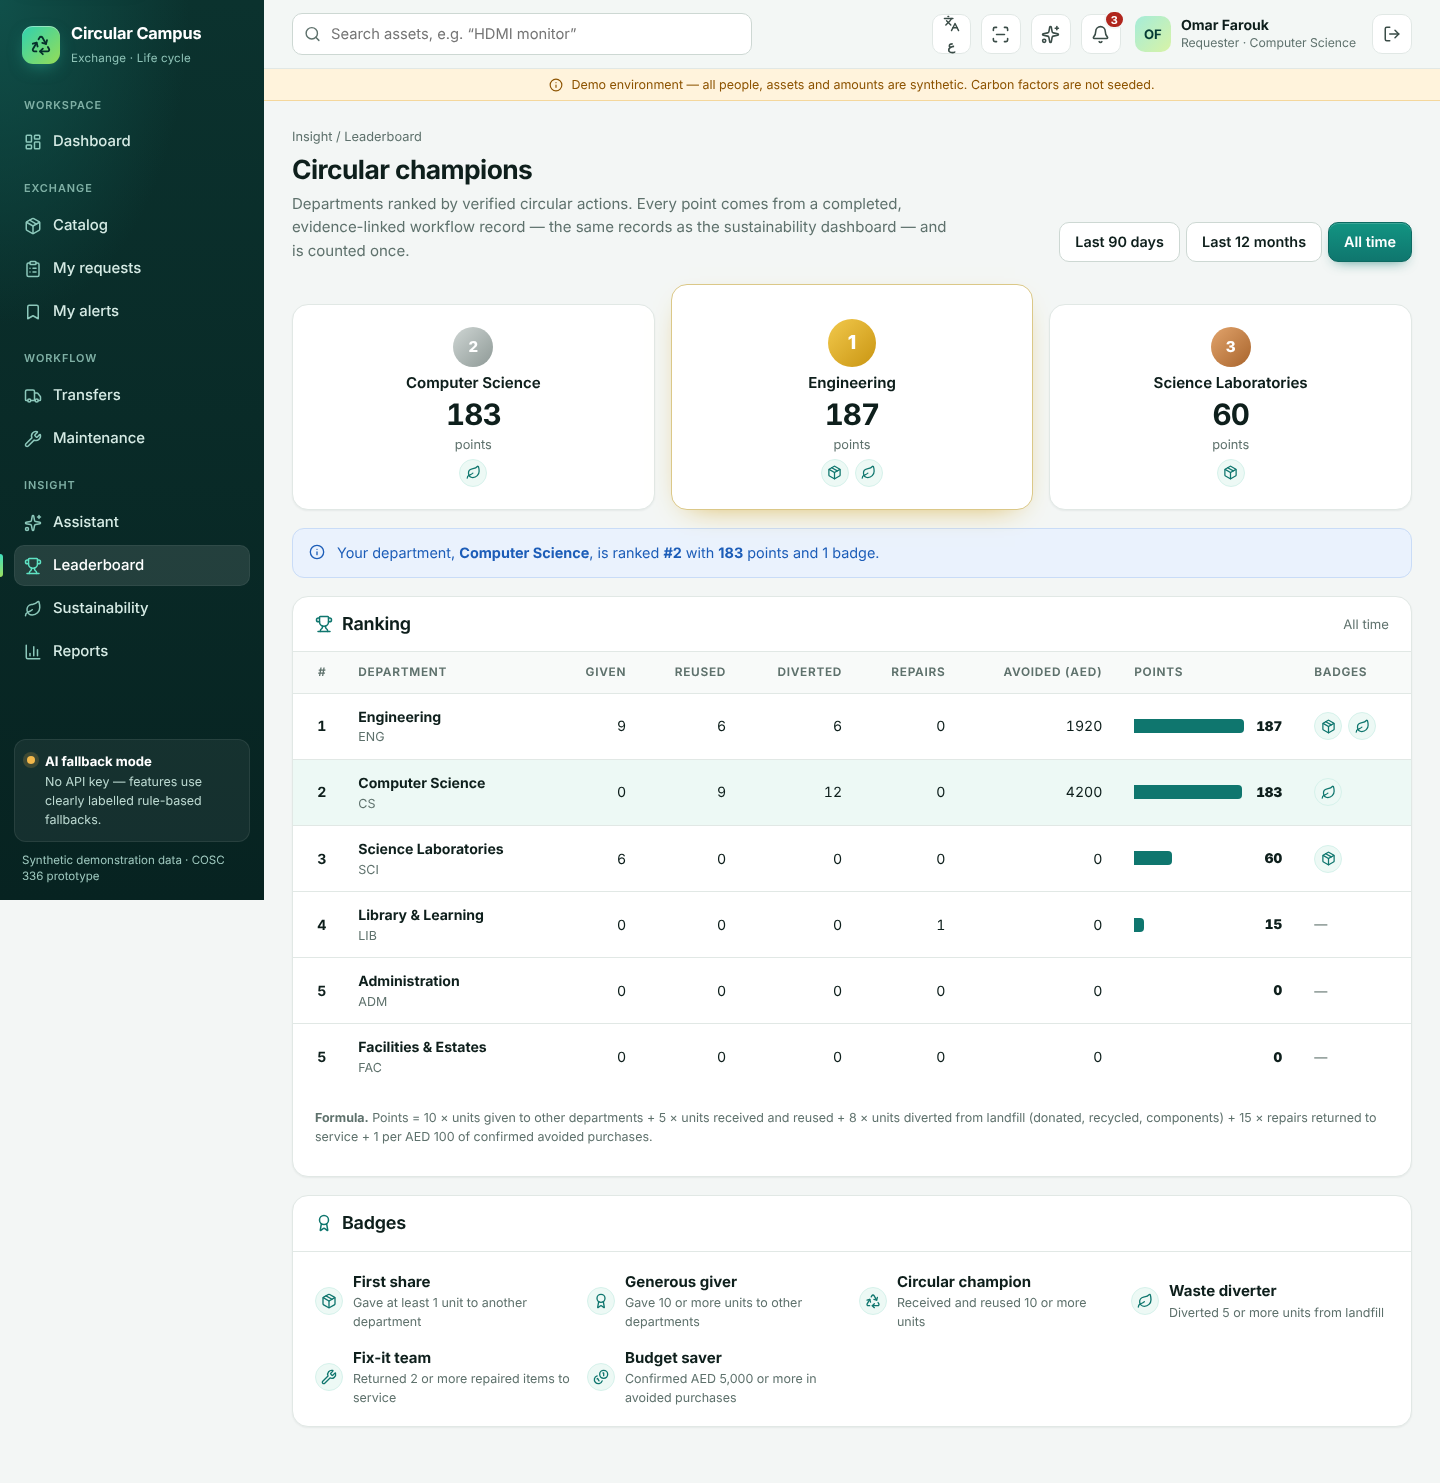 Circular Campus
Exchange · Life cycle
WORKSPACE
Dashboard
EXCHANGE
Catalog
My requests
My alerts
WORKFLOW
Transfers
Maintenance
INSIGHT
Assistant
Leaderboard
Sustainability
Reports
AI fallback mode
No API key — features use
clearly labelled rule-based
fallbacks.
Synthetic demonstration data · COSC
336 prototype
Search assets, e.g. “HDMI monitor”
ع
3
OF
Omar Farouk
Requester · Computer Science
Demo environment — all people, assets and amounts are synthetic. Carbon factors are not seeded.
Insight / Leaderboard
Circular champions
Departments ranked by verified circular actions. Every point comes from a completed,
evidence-linked workflow record — the same records as the sustainability dashboard — and
is counted once.
Last 90 days
Last 12 months
All time
2
Computer Science
183
points
1
Engineering
187
points
3
Science Laboratories
60
points
Your department, Computer Science, is ranked #2 with 183 points and 1 badge.
Ranking
All time
# DEPARTMENT GIVEN REUSED DIVERTED REPAIRS AVOIDED (AED) POINTS BADGES
1 Engineering 9 6 6 0 1920 187
ENG
2 Computer Science 0 9 12 0 4200 183
CS
3 Science Laboratories 6 0 0 0 0 60
SCI
4 Library & Learning 0 0 0 1 0 15 —
LIB
5 Administration 0 0 0 0 0 0 —
ADM
5 Facilities & Estates 0 0 0 0 0 0 —
FAC
Formula. Points = 10 × units given to other departments + 5 × units received and reused + 8 × units diverted from landfill (donated, recycled, components) + 15 × repairs returned to
service + 1 per AED 100 of confirmed avoided purchases.
Badges
First share
Gave at least 1 unit to another
department
Generous giver
Gave 10 or more units to other
departments
Circular champion
Received and reused 10 or more
units
Waste diverter
Diverted 5 or more units from landfill
Fix-it team
Returned 2 or more repaired items to
service
Budget saver
Confirmed AED 5,000 or more in
avoided purchases